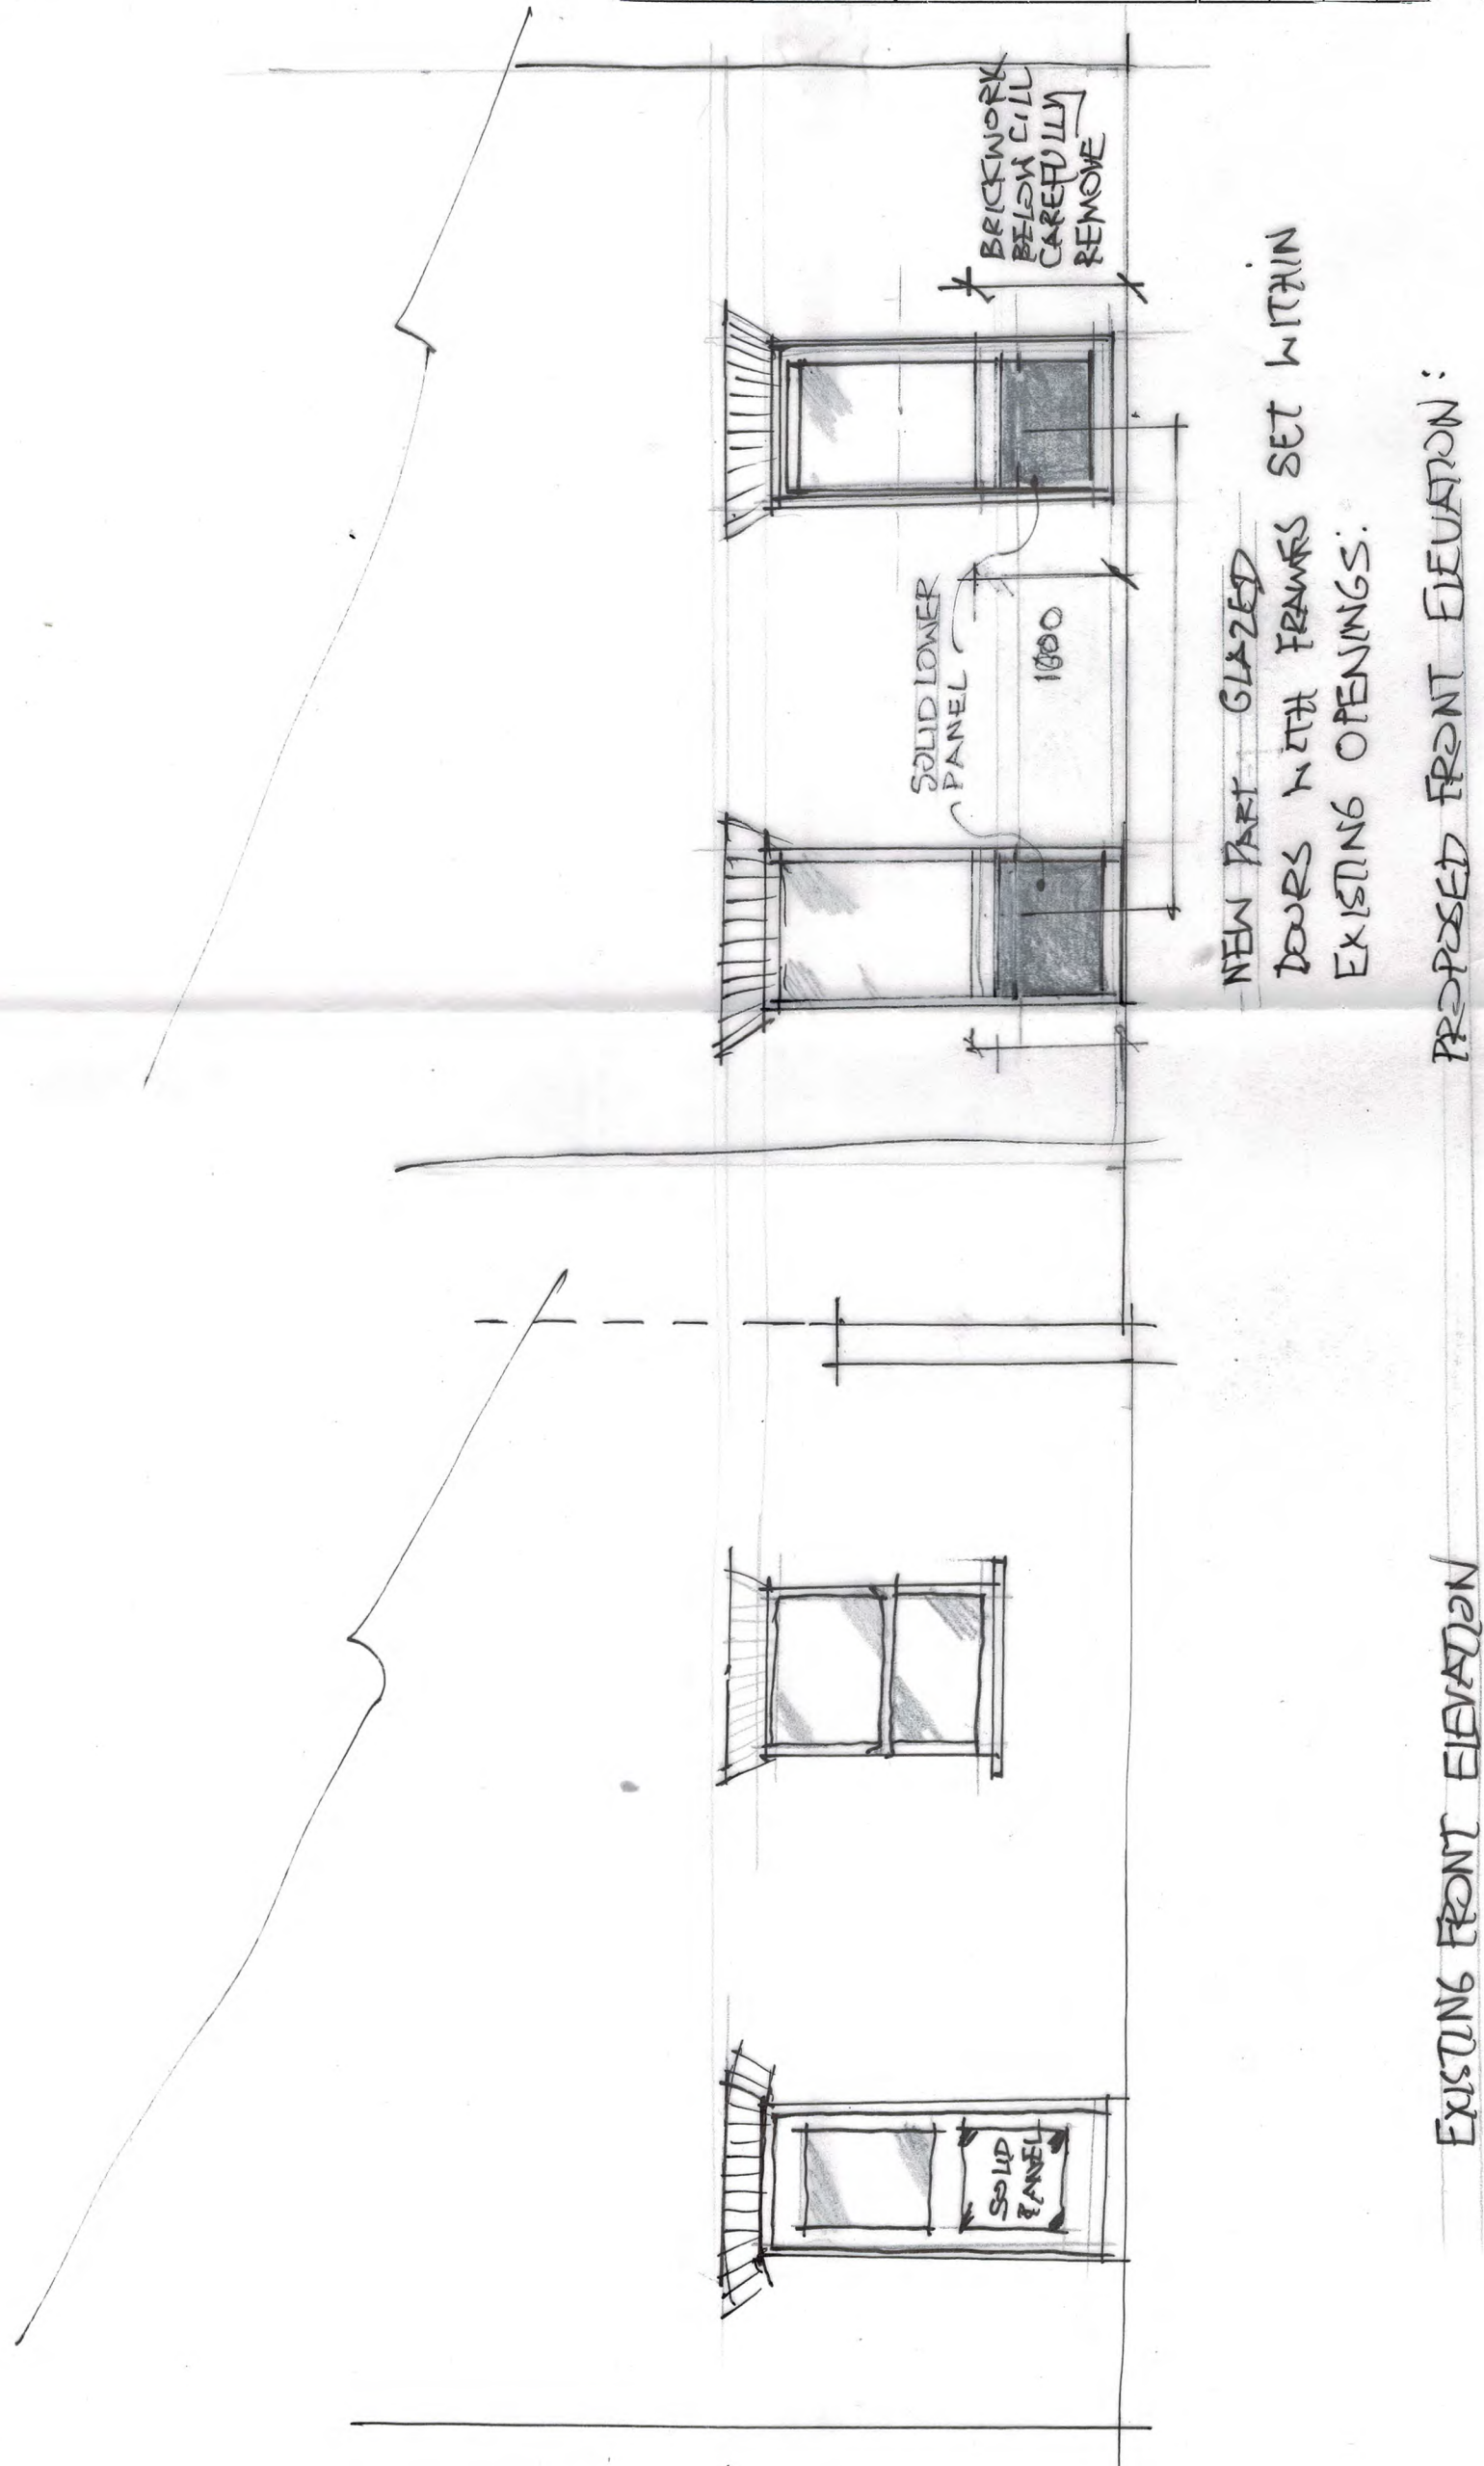 SOLID
PANEL
EXISTING FRONT ELEVATION
SOLID LOWER
PANEL
BRICKWORK
BELOW CILL
CAREFULLY
REMOVE
NEW PART GLAZED
DOORS WITH FRAMES SET WITHIN
EXISTING OPENINGS.
PROPOSED FRONT ELEVATION: